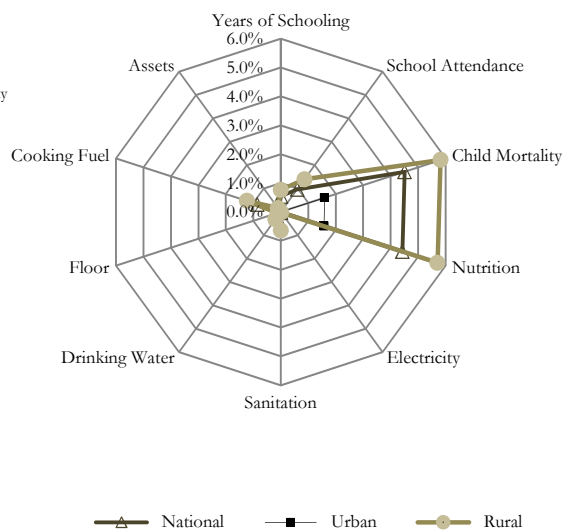 Years of Schooling
6.0%
5.0%
Assets
School Attendance
4.0%
ty
3.0%
2.0%
Cooking Fuel
Child Mortality
1.0%
0.0%
Floor
Nutrition
Drinking Water
Electricity
Sanitation
National
Urban
Rural